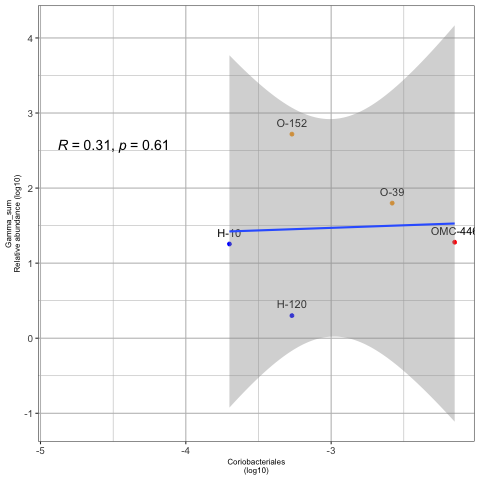 4
3
2
1
0
-1
Gamma_sum
Relative abundance (log10)
R = 0.31, p = 0.61
O-152
O-39
H-10
OMC-446
H-120
-5
-4
-3
Coriobacteriales
(log10)